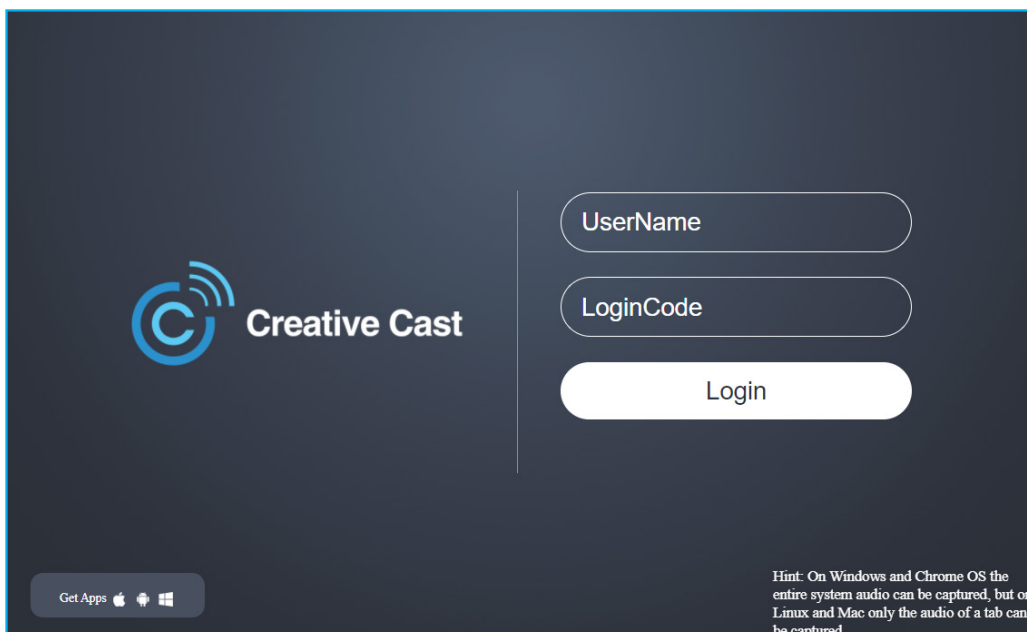 UserName
LoginCode
Creative Cast
Login
Get Apps
Hint: On Windows and Chrome OS the
entire system audio can be captured, but on
Linux and Mac only the audio of a tab can
be captured